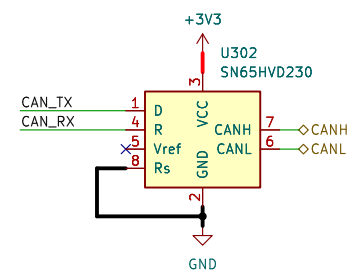 +3V3
U302
SN65HVD230
3
VCC
CAN_TX 1 D
CAN_RX 4 R CANH 7 CANH
5 Vref CANL 6 CANL
8 Rs
GND
2
GND